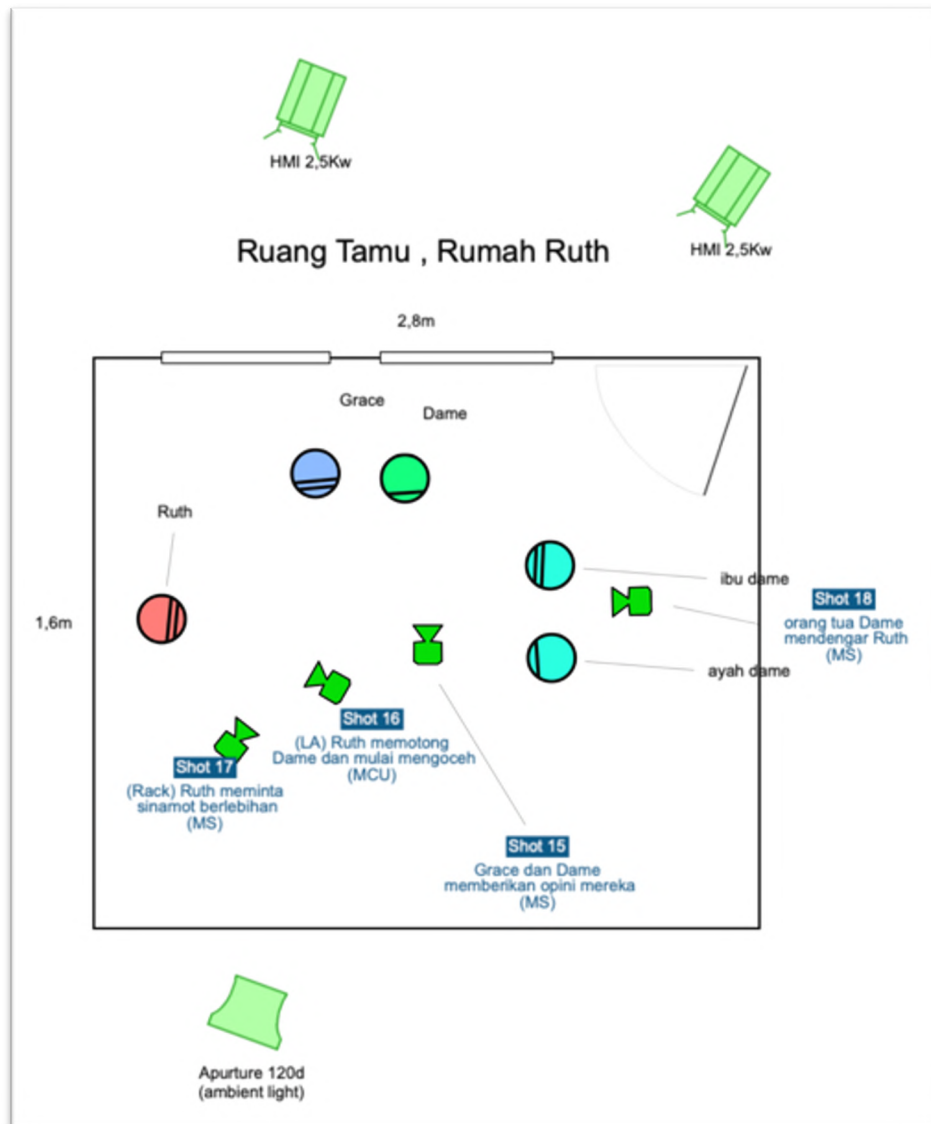 HMI 2,5Kw
HMI 2,5Kw
Ruang Tamu , Rumah Ruth
2,8m
Grace
Dame
Ruth
ibu dame
1,6m
Shot 18
orang tua Dame
mendengar Ruth
(MS)
ayah dame
Shot 16
(LA) Ruth memotong
Dame dan mulai mengoceh
(MCU)
Shot 17
(Rack) Ruth meminta
sinamot berlebihan
(MS)
Shot 15
Grace dan Dame
memberikan opini mereka
(MS)
Apurture 120d
(ambient light)